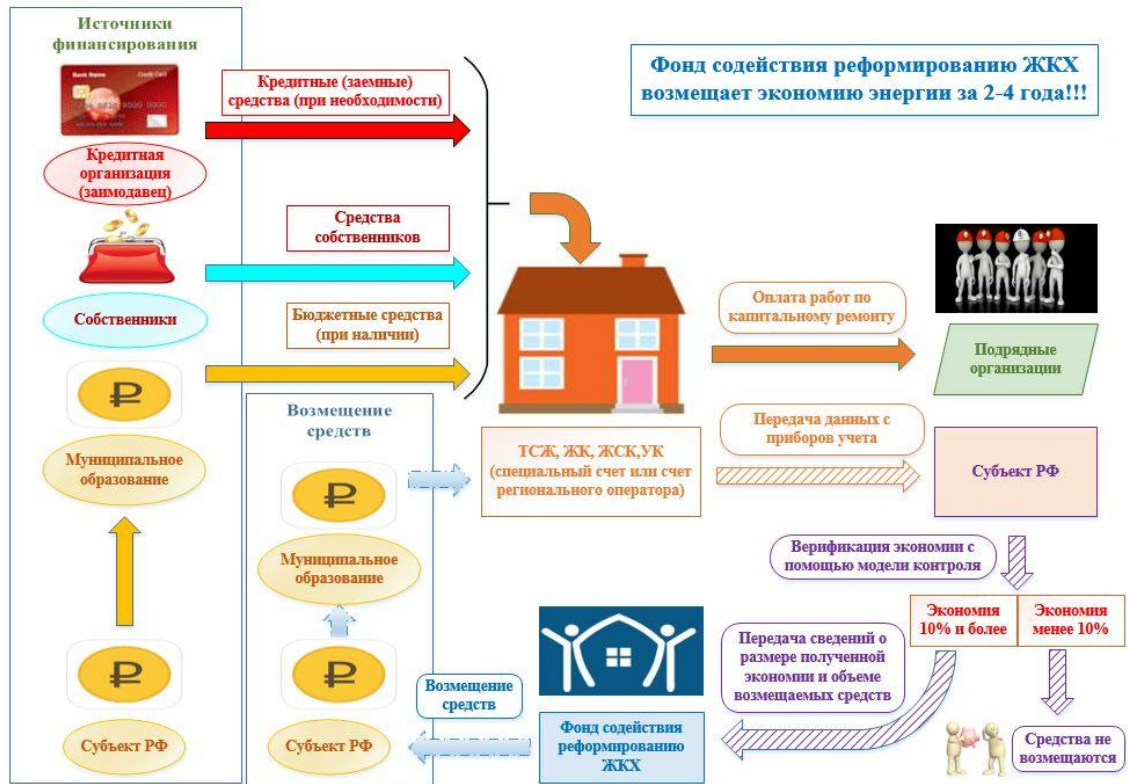 Источники
финансирования
Bank Name
Credit Card
Кредитная
организация
(заимодавец)
Собственники
Муниципальное
образование
Субъект РФ
Кредитные (заемные)
средства (при необходимости)
Средства
собственников
Бюджетные средства
(при наличии)
Фонд содействия реформированию ЖКХ
возмещает экономию энергии за 2-4 года!!!
Оплата работ по
капитальному ремонту
Подрядные
организации
ТСЖ, ЖК, ЖСК,УК
(специальный счет или счет
регионального оператора)
Передача данных с
приборов учета
Субъект РФ
Верификация экономии с
помощью модели контроля
Экономия
10% и более
Экономия
менее 10%
Средства не
возмещаются
Передача сведений о
размере полученной
экономии и объеме
возмещаемых средств
Фонд содействия
реформированию
ЖКХ
Возмещение
средств
Возмещение
средств
Муниципальное
образование
Субъект РФ